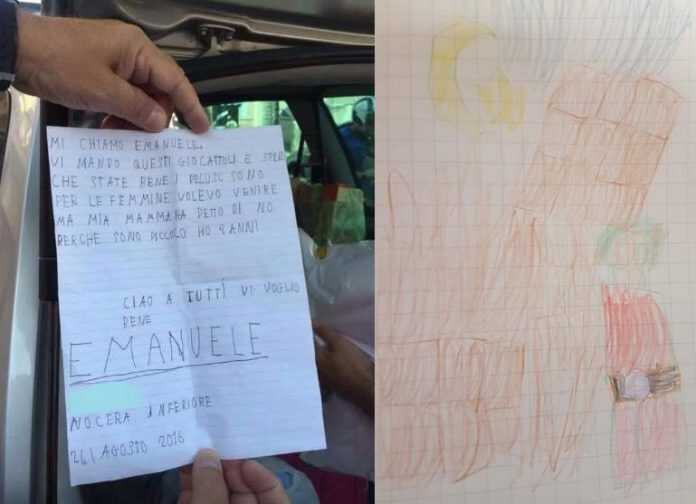 MI CHIAMO EMANUELE.
VI MANDO QUESTI GIOCATTOLI E SPER
CHE STATE BENE I PELUSC SONO
PER LE FEMMINE VOLEVO VENIRE
MA MIA MAMMA HA DETTO DI NO
PERCHE SONO PICCOLO HO 8 ANNI
CIAO A TUTTI VI VOGLIO
BENE
EMANUELE
NOCERA INFERIORE
24 AGOSTO 2016